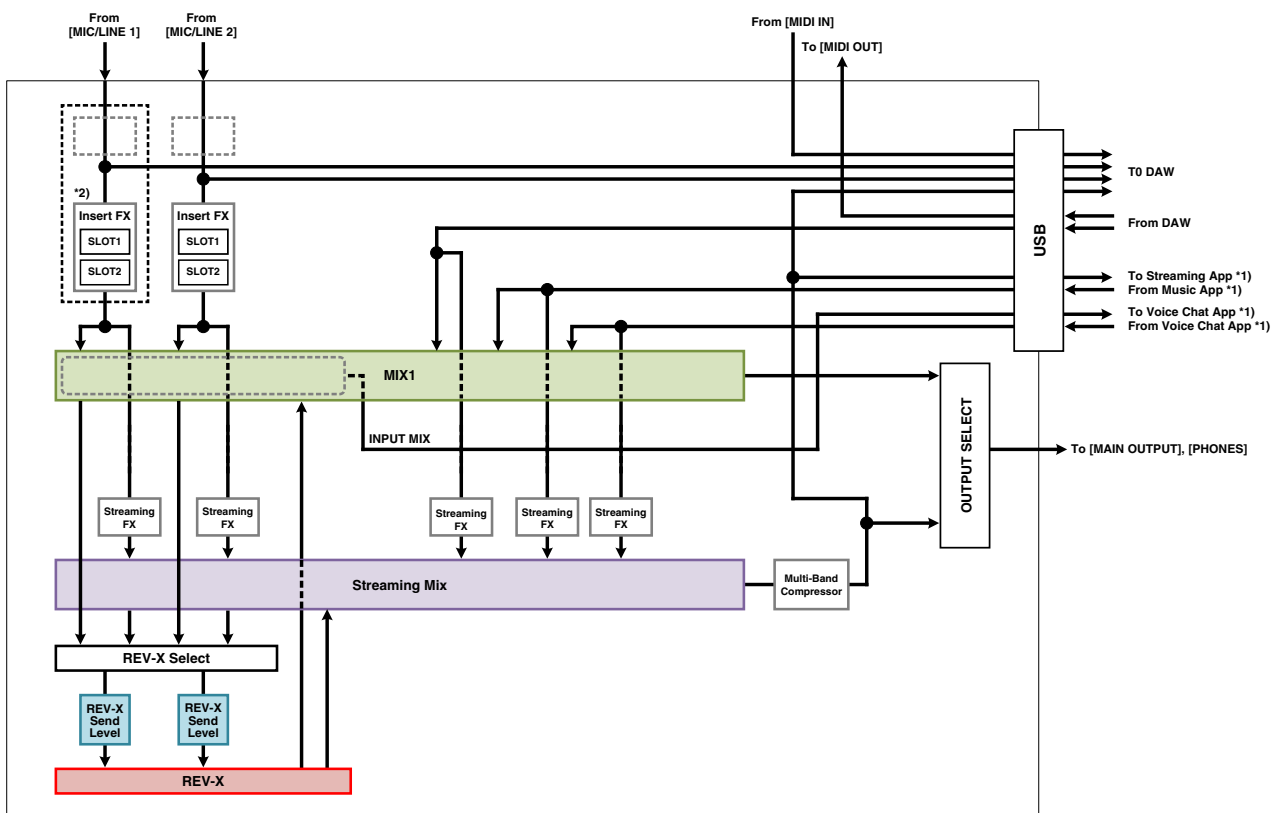 From
[MIC/LINE 1]
From
[MIC/LINE 2]
From [MIDI IN]
To [MIDI OUT]
*2)
Insert FX
SLOT1
SLOT2
Insert FX
SLOT1
SLOT2
USB
T0 DAW
From DAW
To Streaming App *1)
From Music App *1)
To Voice Chat App *1)
From Voice Chat App *1)
MIX1
INPUT MIX
OUTPUT SELECT
To [MAIN OUTPUT], [PHONES]
Streaming
FX
Streaming
FX
Streaming
FX
Streaming
FX
Streaming
FX
Streaming Mix
Multi-Band
Compressor
REV-X Select
REV-X
Send
Level
REV-X
Send
Level
REV-X